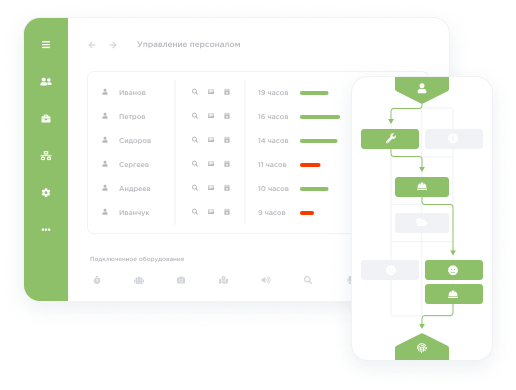 Управление персоналом
Иванов 19 часов
Петров 16 часов
Сидоров 14 часов
Сергеев 11 часов
Андреев 10 часов
Иванчук 9 часов
Подключенное оборудование